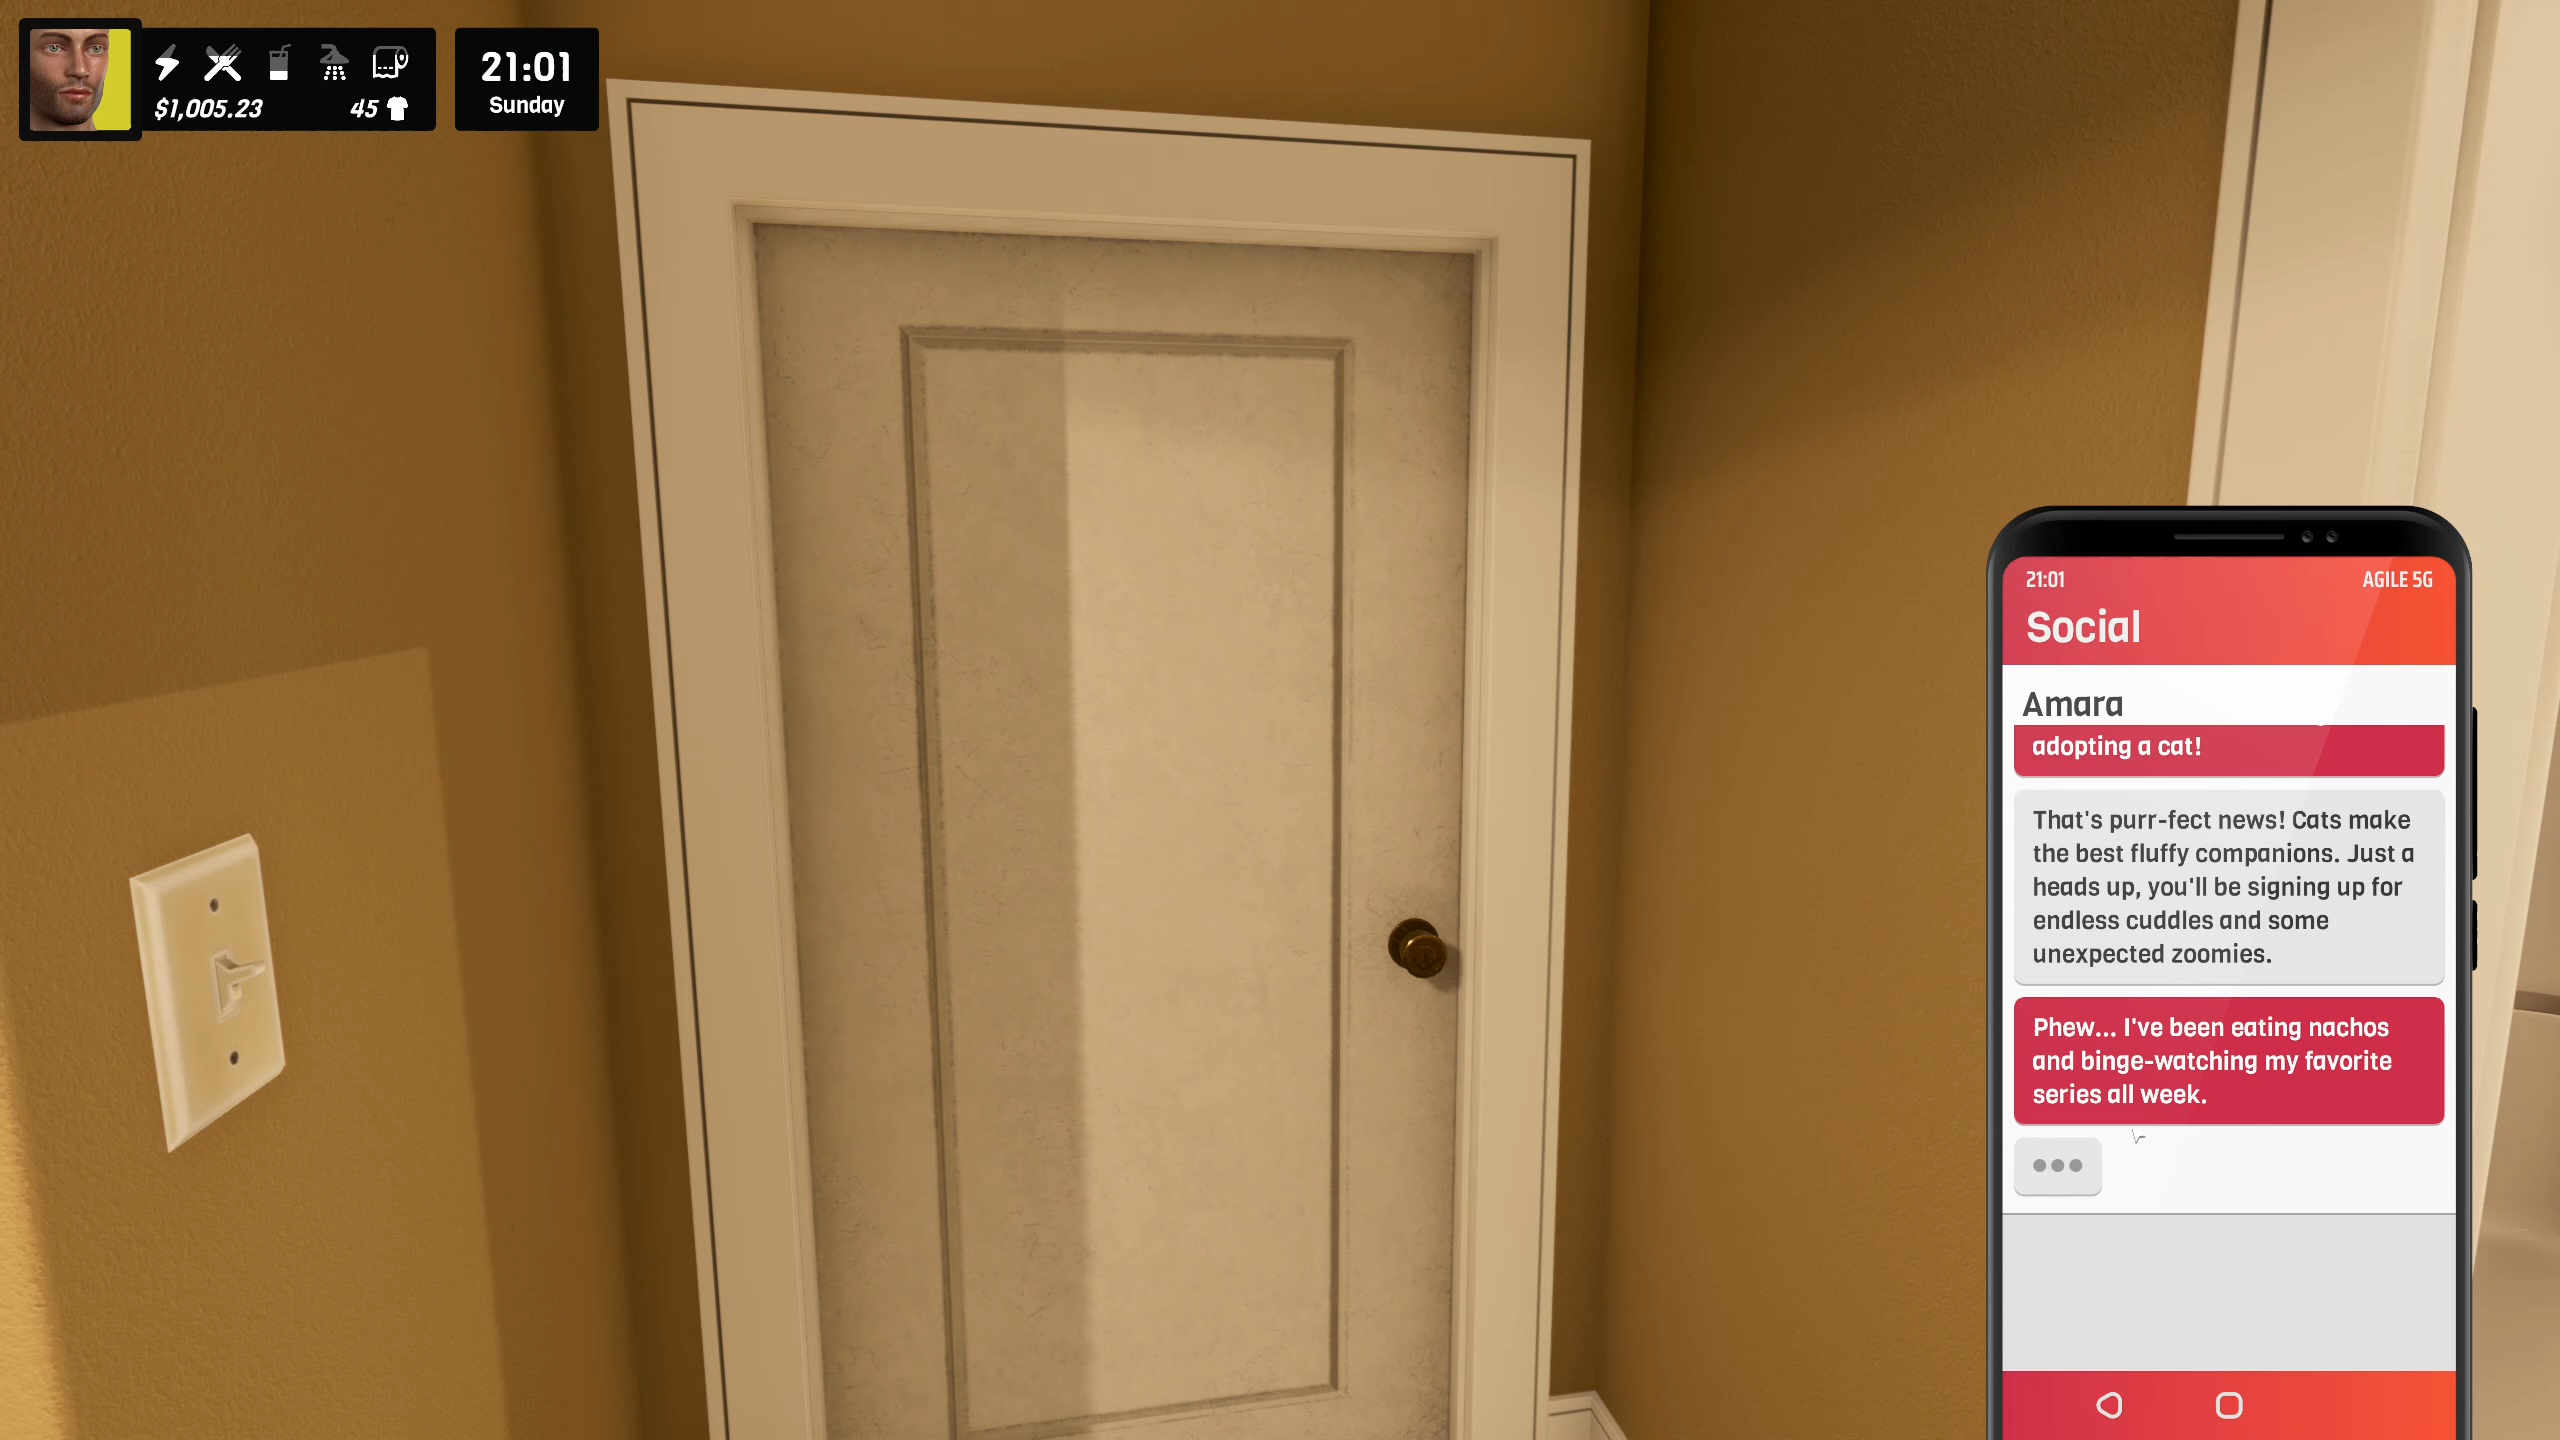 21:01
Sunday
$1,005.23
45
21:01
AGILE 5G
Social
Amara
adopting a cat!
That's purr-fect news! Cats make
the best fluffy companions. Just a
heads up, you'll be signing up for
endless cuddles and some
unexpected zoomies.
Phew... I've been eating nachos
and binge-watching my favorite
series all week.